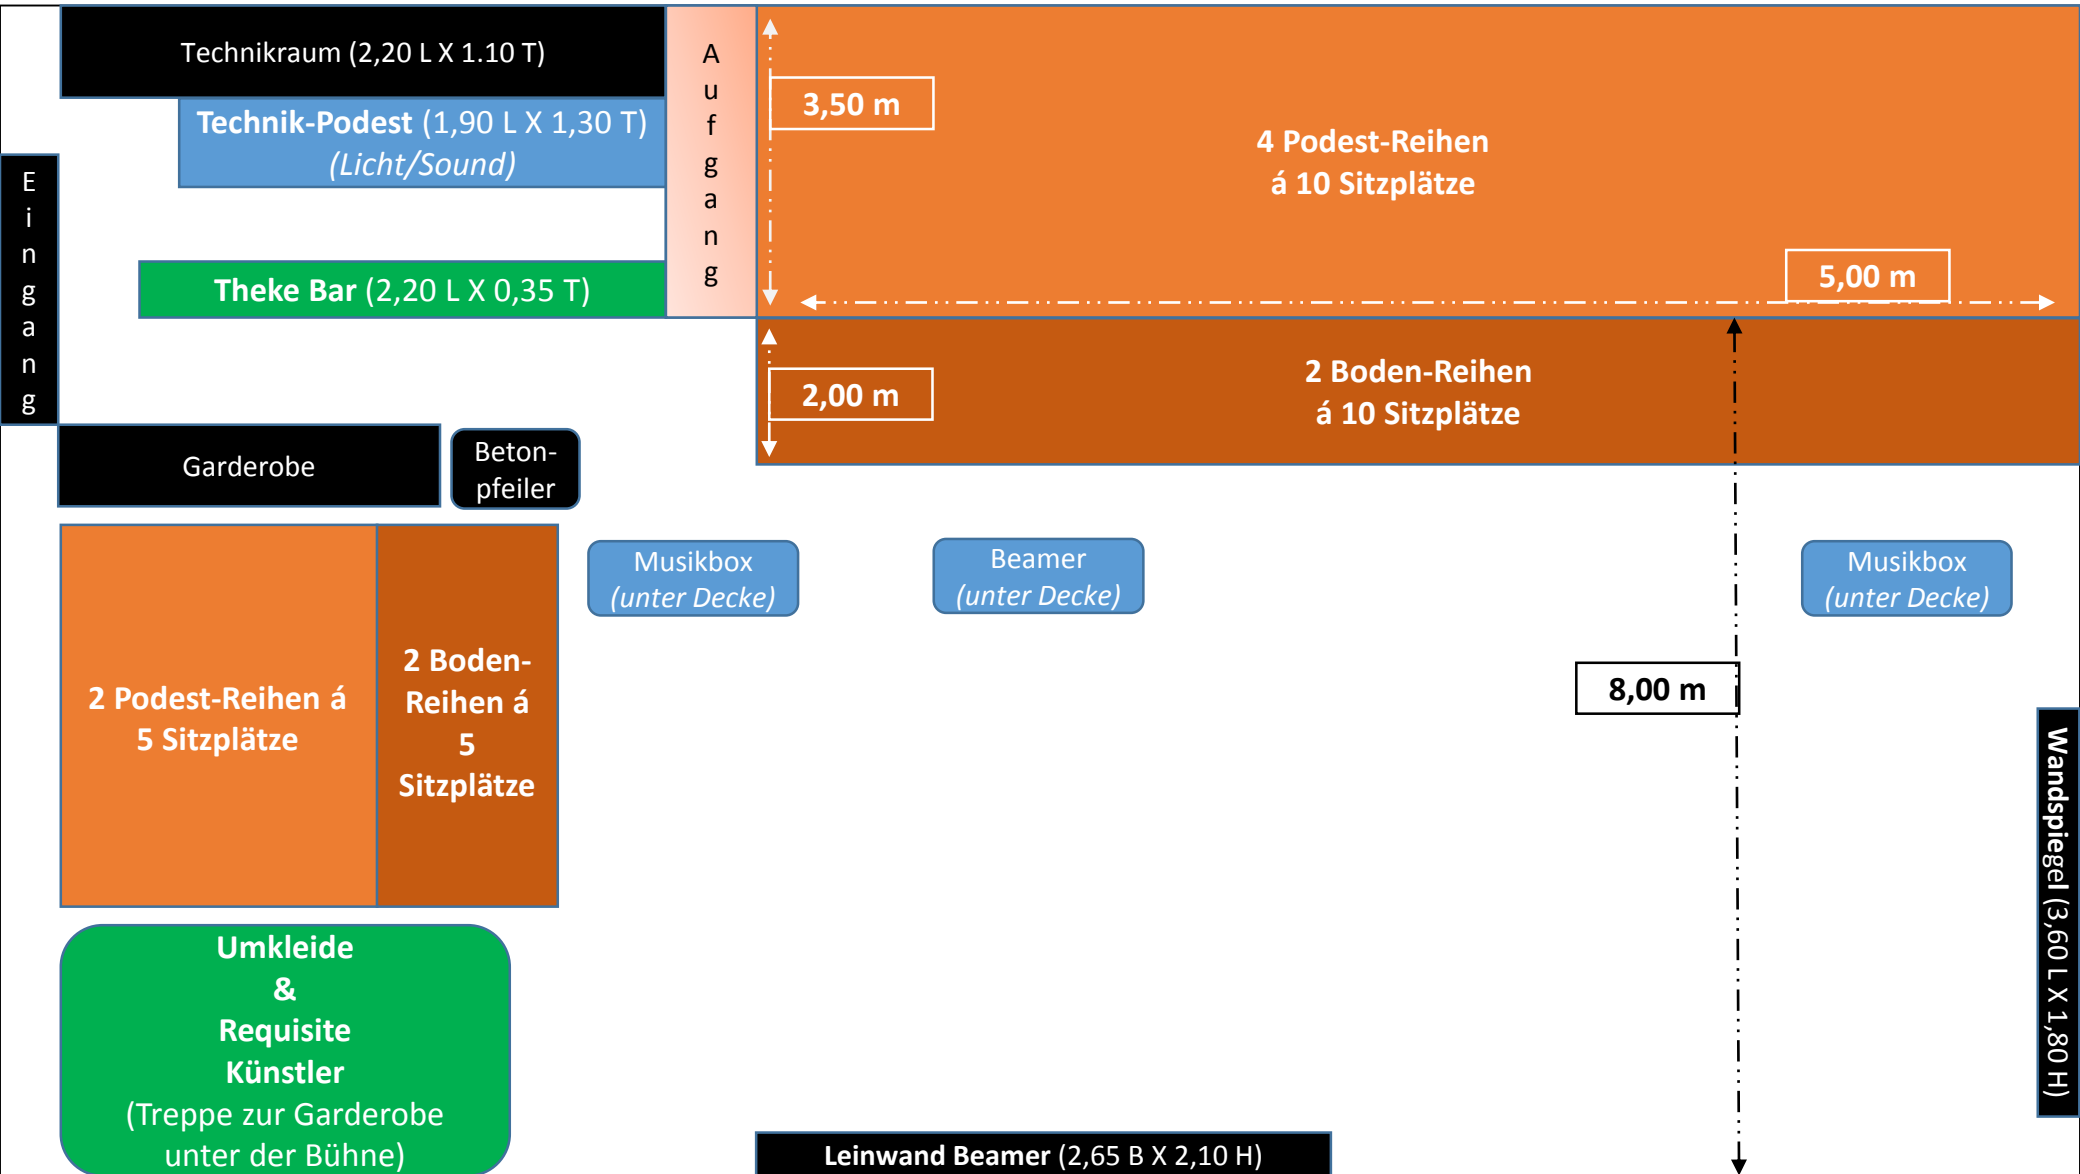 Technikraum (2,20 L X 1.10 T)
Technik-Podest (1,90 L X 1,30 T)
(Licht/Sound)
Theke Bar (2,20 L X 0,35 T)
Eingang
Aufgang
3,50 m
4 Podest-Reihen
á 10 Sitzplätze
5,00 m
2,00 m
2 Boden-Reihen
á 10 Sitzplätze
Garderobe
Beton-
pfeiler
Musikbox
(unter Decke)
Beamer
(unter Decke)
Musikbox
(unter Decke)
2 Podest-Reihen á
5 Sitzplätze
2 Boden-
Reihen á
5
Sitzplätze
8,00 m
Wandspiegel (3,60 L X 1,80 H)
Umkleide
&
Requisite
Künstler
(Treppe zur Garderobe
unter der Bühne)
Leinwand Beamer (2,65 B X 2,10 H)